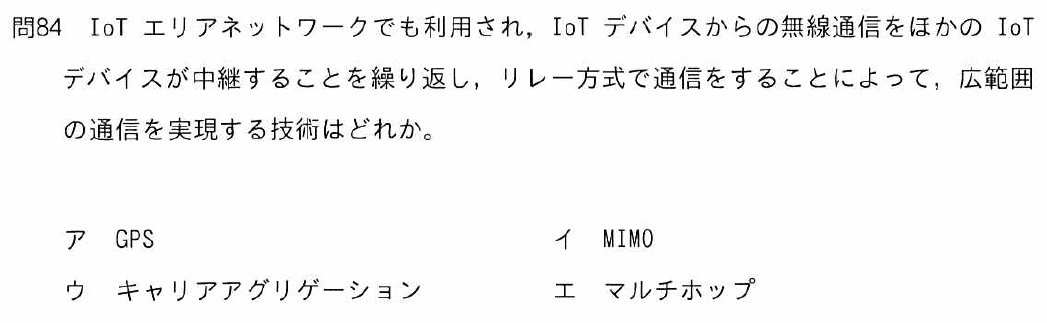 問84 IoT エリアネットワークでも利用され，IoT デバイスからの無線通信をほかの IoT
デバイスが中継することを繰り返し，リレー方式で通信をすることによって，広範囲
の通信を実現する技術はどれか。
ア GPS イ MIMO
ウ キャリアアグリゲーション エ マルチホップ